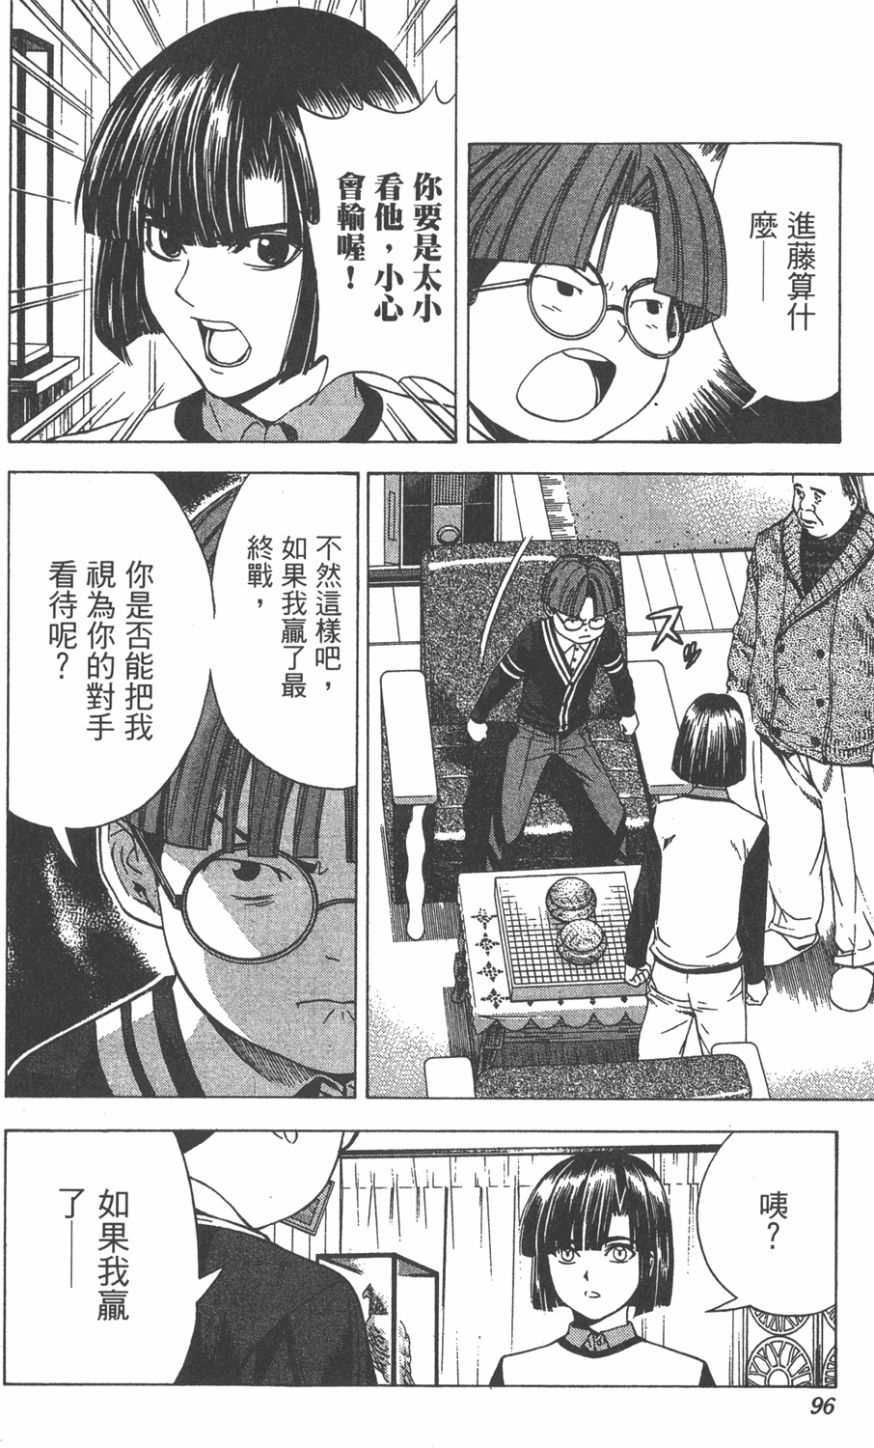 進藤算什
麼——
你要是太小
看他，小心
會輸喔！
ス
ッ
不然這樣吧，
如果我贏了最
終戰，
你是否能把我
視為你的對手
看待呢？
咦？
如果我贏
了——
96